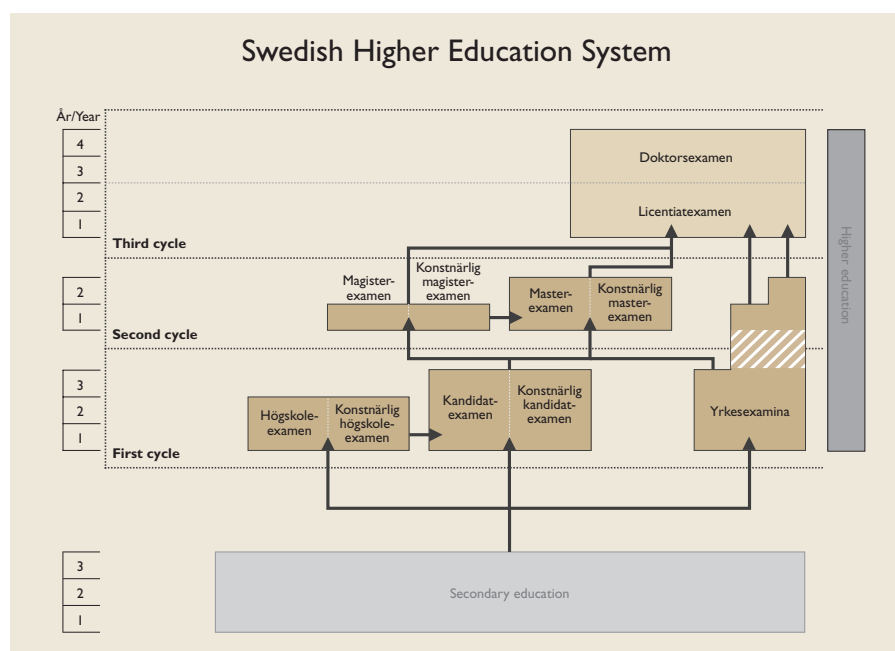 Swedish Higher Education System
År/Year
4
3
2
1
Third cycle
Doktorsexamen
Licentiatexamen
Higher education
2
1
Second cycle
Magister-
examen
Konstnärlig
magister-
examen
Master-
examen
Konstnärlig
master-
examen
3
2
1
First cycle
Högskole-
examen
Konstnärlig
högskole-
examen
Kandidat-
examen
Konstnärlig
kandidat-
examen
Yrkesexamina
3
2
1
Secondary education